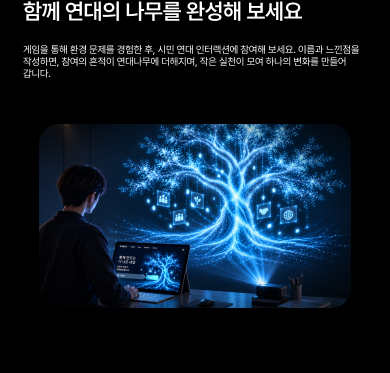 함께 연대의 나무를 완성해 보세요
게임을 통해 환경 문제를 경험한 후, 시민 연대 인터랙션에 참여해 보세요. 이름과 느낀점을
작성하면, 참여의 흔적이 연대나무에 더해지며, 작은 실천이 모여 하나의 변화를 만들어
갑니다.